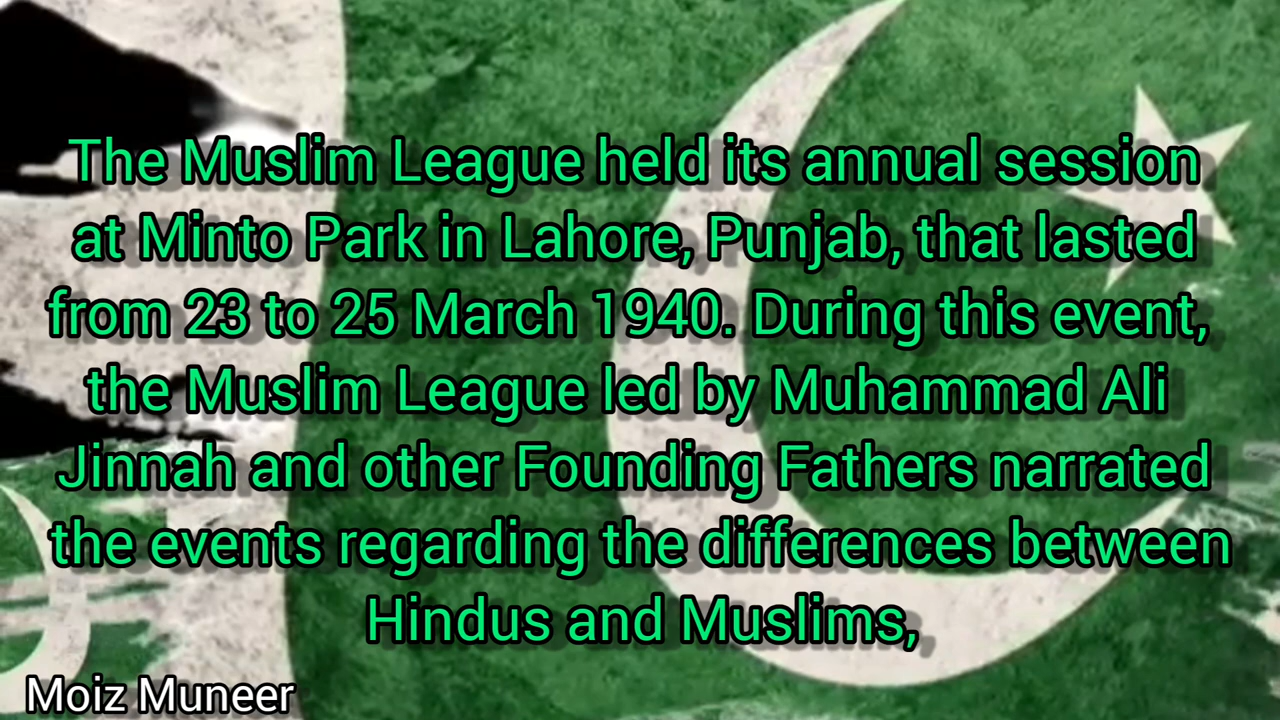 The Muslim League held its annual session
at Minto Park in Lahore, Punjab, that lasted
from 23 to 25 March 1940. During this event,
the Muslim League led by Muhammad Ali
Jinnah and other Founding Fathers narrated
the events regarding the differences between
Hindus and Muslims,
Moiz Muneer